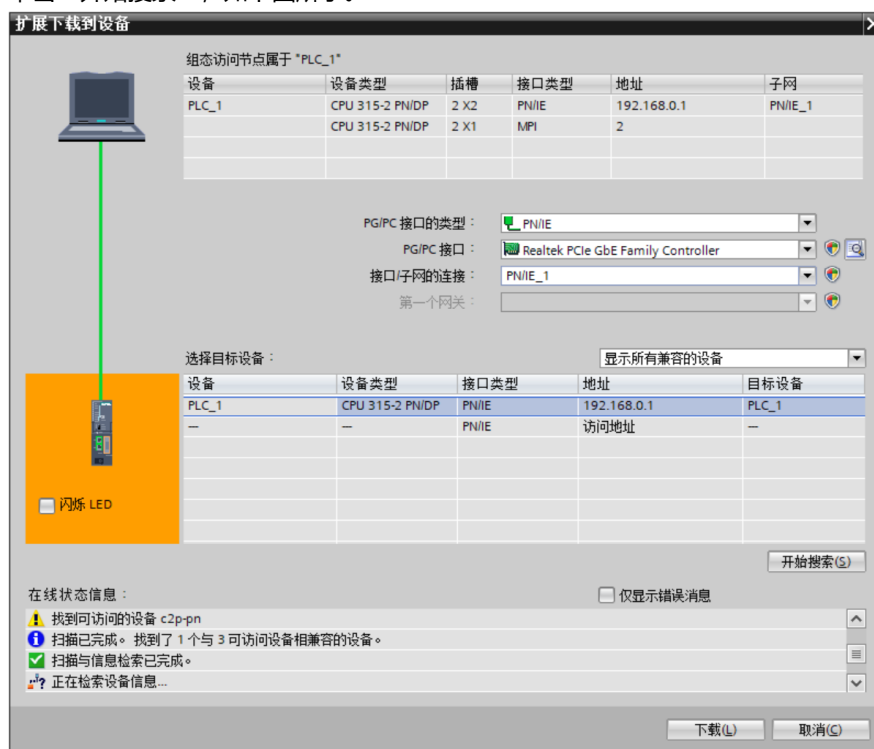 扩展下载到设备
组态访问节点属于 "PLC_1"
设备 设备类型 插槽 接口类型 地址 子网
PLC_1 CPU 315-2 PN/DP 2 X2 PN/IE 192.168.0.1 PN/IE_1
CPU 315-2 PN/DP 2 X1 MPI 2
PG/PC 接口的类型： PN/IE
PG/PC 接口： Realtek PCIe GbE Family Controller
接口/子网的连接： PN/IE_1
第一个网关：
选择目标设备： 显示所有兼容的设备
设备 设备类型 接口类型 地址 目标设备
PLC_1 CPU 315-2 PN/DP PN/IE 192.168.0.1 PLC_1
— — PN/IE 访问地址 —
闪烁 LED
开始搜索(S)
在线状态信息： 仅显示错误消息
找到可访问的设备 c2p-pn
扫描已完成。 找到了 1 个与 3 可访问设备相兼容的设备。
扫描与信息检索已完成。
正在检索设备信息...
下载(L) 取消(C)